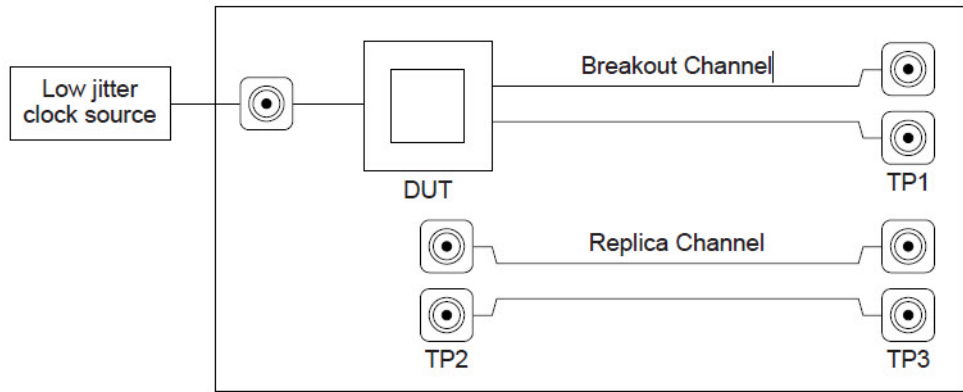 Low jitter
clock source
Breakout Channel
DUT
TP1
Replica Channel
TP2
TP3